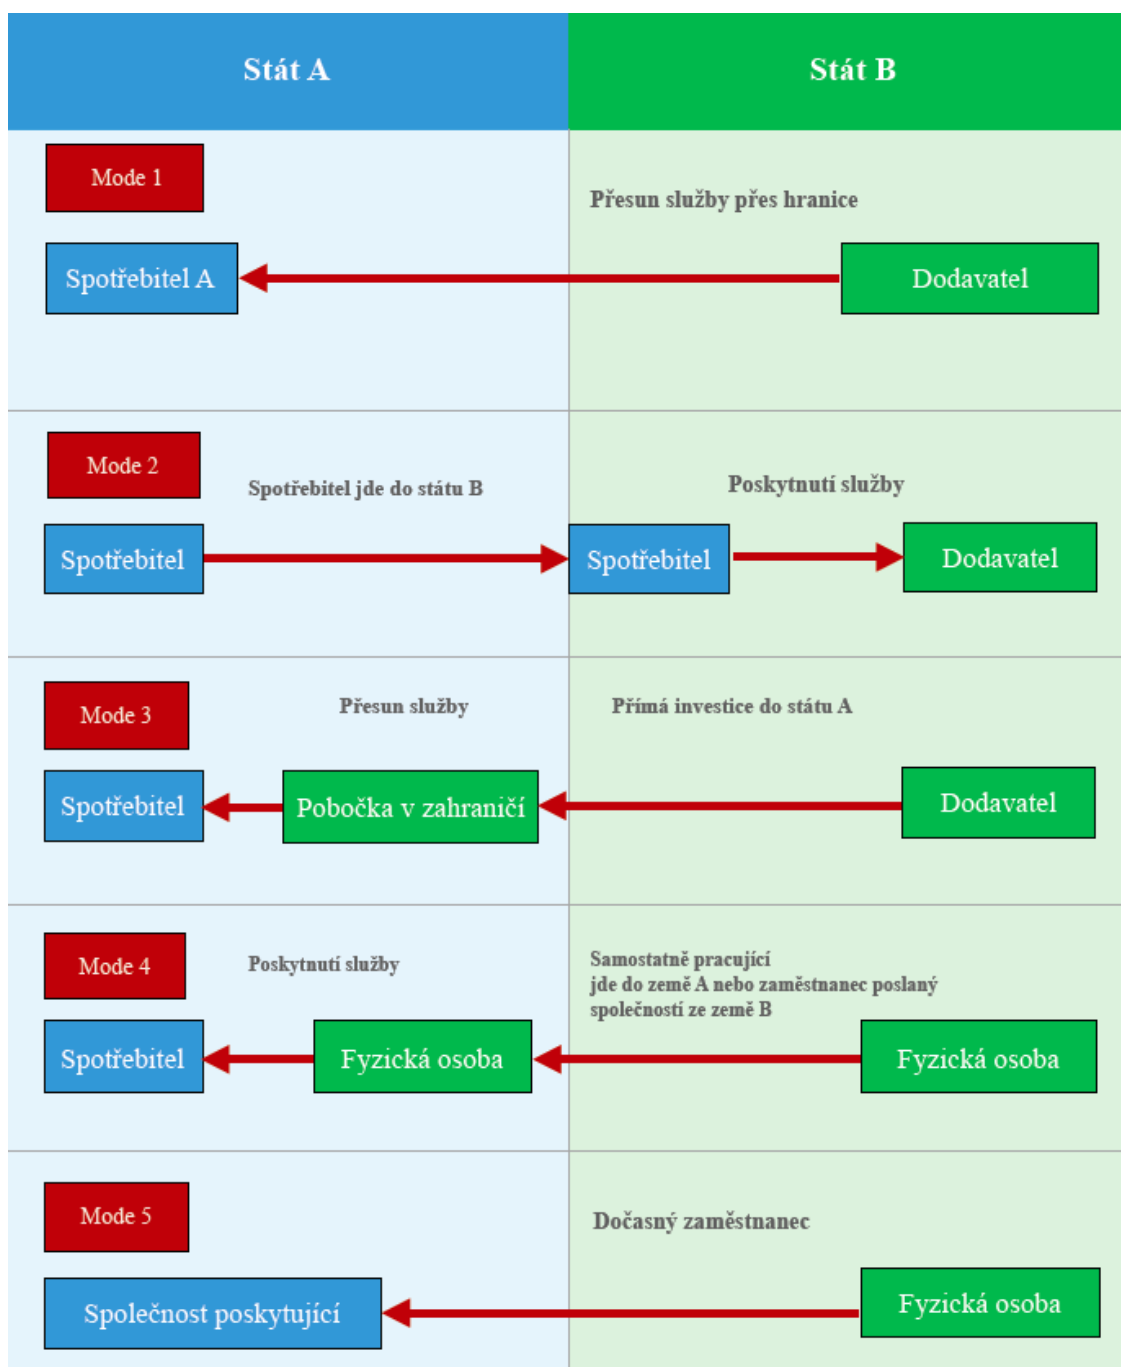 Stát A
Stát B
Mode 1
Přesun služby přes hranice
Spotřebitel A
Dodavatel
Mode 2
Spotřebitel jde do státu B
Poskytnutí služby
Spotřebitel
Spotřebitel
Dodavatel
Mode 3
Přesun služby
Přímá investice do státu A
Spotřebitel
Pobočka v zahraničí
Dodavatel
Mode 4
Poskytnutí služby
Samostatně pracující
jde do země A nebo zaměstnanec poslaný
společností ze země B
Spotřebitel
Fyzická osoba
Fyzická osoba
Mode 5
Dočasný zaměstnanec
Společnost poskytující
Fyzická osoba